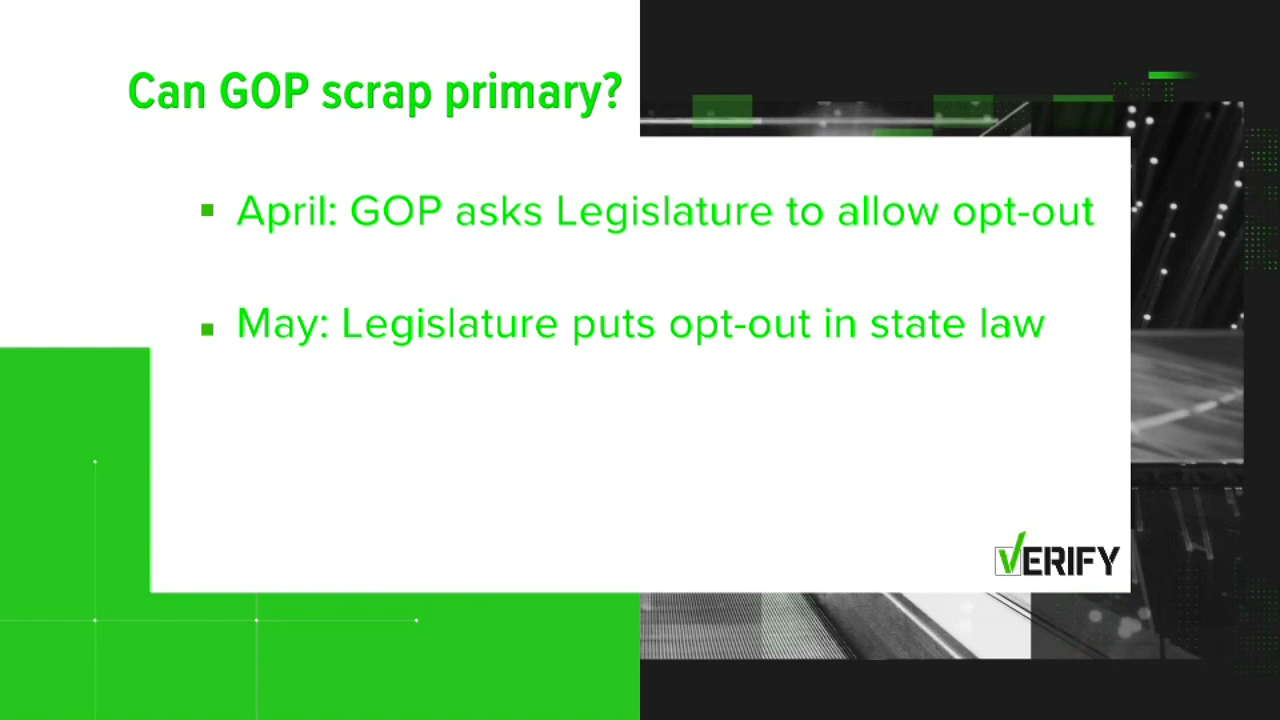 Can GOP scrap primary?
April: GOP asks Legislature to allow opt-out
May: Legislature puts opt-out in state law
VERIFY